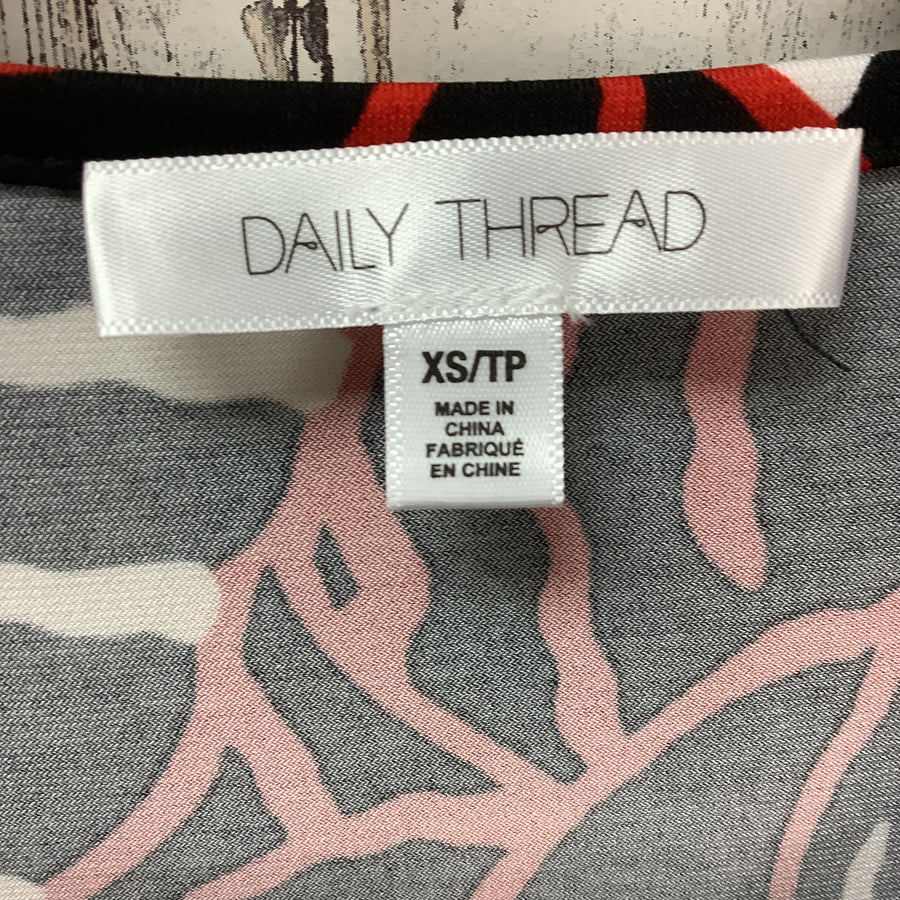 DAILY THREAD
XS/TP
MADE IN
CHINA
FABRIQUÉ
EN CHINE